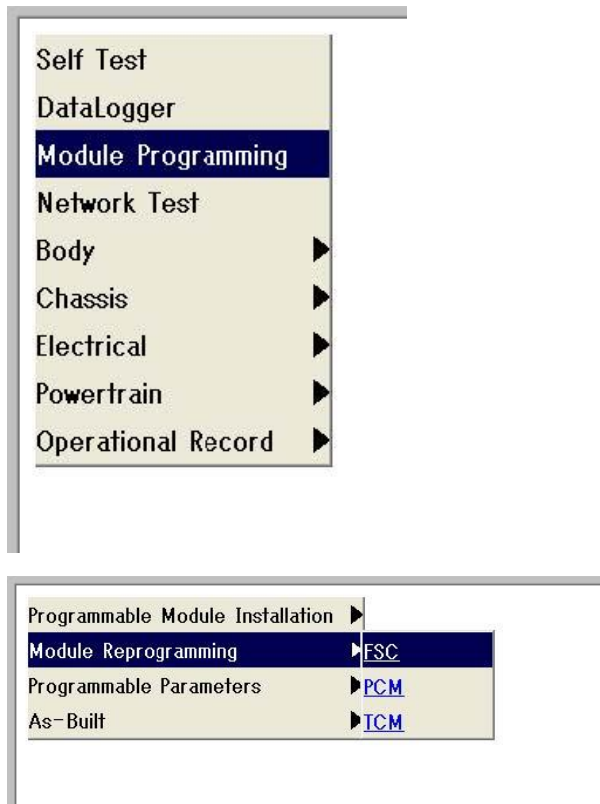 Self Test
DataLogger
Module Programming
Network Test
Body
Chassis
Electrical
Powertrain
Operational Record
Programmable Module Installation
Module Reprogramming FSC
Programmable Parameters PCM
As-Built TCM